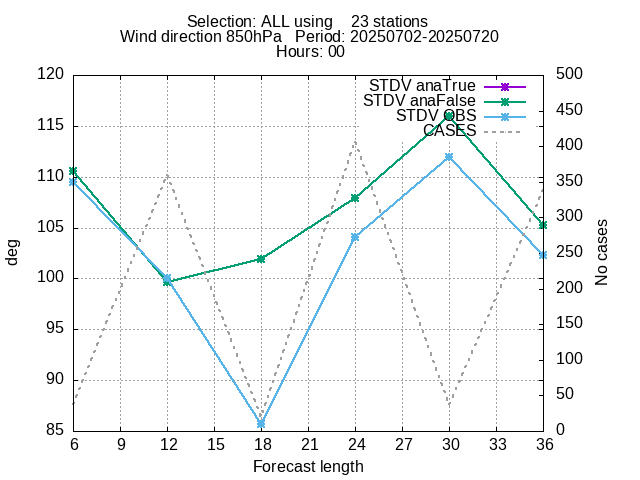 Selection: ALL using    23 stations
Wind direction 850hPa   Period: 20250702-20250720
Hours: 00
120
115
110
105
100
95
90
85
deg
500
450
400
350
300
250
200
150
100
50
0
No cases
STDV anaTrue
STDV anaFalse
STDV OBS
CASES
6 9 12 15 18 21 24 27 30 33 36
Forecast length